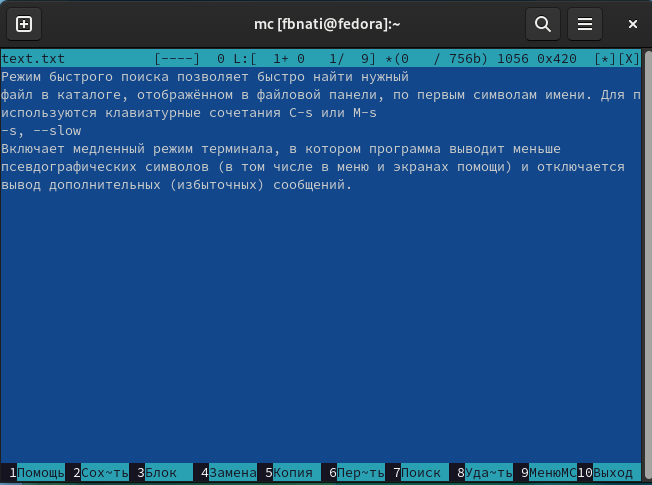 mc [fbnati@fedora]:~
text.txt [----] 0 L:[ 1+ 0 1/ 9] *(0 / 756b) 1056 0x420 [*][X]
Режим быстрого поиска позволяет быстро найти нужный
файл в каталоге, отображённом в файловой панели, по первым символам имени. Для п
используются клавиатурные сочетания C-s или M-s
-s, --slow
Включает медленный режим терминала, в котором программа выводит меньше
псевдографических символов (в том числе в меню и экранах помощи) и отключается
вывод дополнительных (избыточных) сообщений.
1Помощь 2Сох~ть 3Блок 4Замена 5Копия 6Пер~ть 7Поиск 8Уда~ть 9МенюМС 10Выход